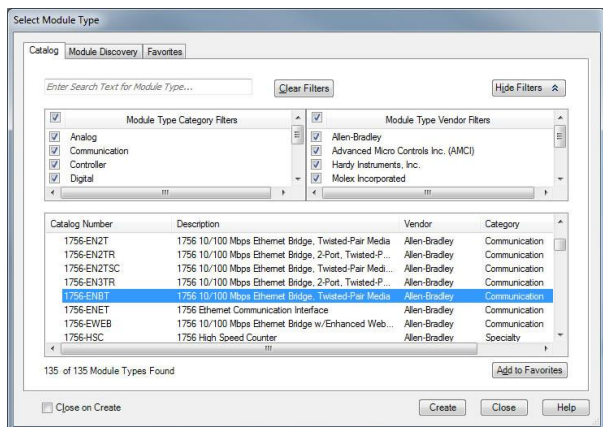 Select Module Type
Catalog Module Discovery Favorites
Enter Search Text for Module Type...
Clear Filters
Hide Filters
Module Type Category Filters
Analog
Communication
Controller
Digital
Module Type Vendor Filters
Allen-Bradley
Advanced Micro Controls Inc. (AMCI)
Hardy Instruments, Inc.
Molex Incorporated
Catalog Number Description Vendor Category
1756-EN2T 1756 10/100 Mbps Ethernet Bridge, Twisted-Pair Media Allen-Bradley Communication
1756-EN2TR 1756 10/100 Mbps Ethernet Bridge, 2-Port, Twisted-P... Allen-Bradley Communication
1756-EN2TSC 1756 10/100 Mbps Ethernet Bridge, Twisted-Pair Medi... Allen-Bradley Communication
1756-EN3TR 1756 10/100 Mbps Ethernet Bridge, 2-Port, Twisted-P... Allen-Bradley Communication
1756-ENBT 1756 10/100 Mbps Ethernet Bridge, Twisted-Pair Media Allen-Bradley Communication
1756-ENET 1756 Ethernet Communication Interface Allen-Bradley Communication
1756-EWEB 1756 10/100 Mbps Ethernet Bridge w/Enhanced Web... Allen-Bradley Communication
1756-HSC 1756 High Speed Counter Allen-Bradley Specialty
135 of 135 Module Types Found
Add to Favorites
Close on Create
Create Close Help